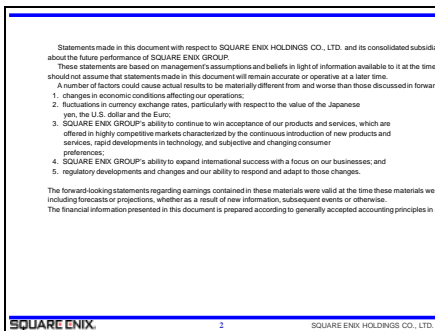 Statements made in this document with respect to SQUARE ENIX HOLDINGS CO., LTD. and its consolidated subsidia
about the future performance of SQUARE ENIX GROUP.
These statements are based on management's assumptions and beliefs in light of information available to it at the time
should not assume that statements made in this document will remain accurate or operative at a later time.
A number of factors could cause actual results to be materially different from and worse than those discussed in forwar
1. changes in economic conditions affecting our operations;
2. fluctuations in currency exchange rates, particularly with respect to the value of the Japanese
yen, the U.S. dollar and the Euro;
3. SQUARE ENIX GROUP's ability to continue to win acceptance of our products and services, which are
offered in highly competitive markets characterized by the continuous introduction of new products and
services, rapid developments in technology, and subjective and changing consumer
preferences;
4. SQUARE ENIX GROUP's ability to expand international success with a focus on our businesses; and
5. regulatory developments and changes and our ability to respond and adapt to those changes.
The forward-looking statements regarding earnings contained in these materials were valid at the time these materials we
including forecasts or projections, whether as a result of new information, subsequent events or otherwise.
The financial information presented in this document is prepared according to generally accepted accounting principles in
SQUARE ENIX.
2
SQUARE ENIX HOLDINGS CO., LTD.